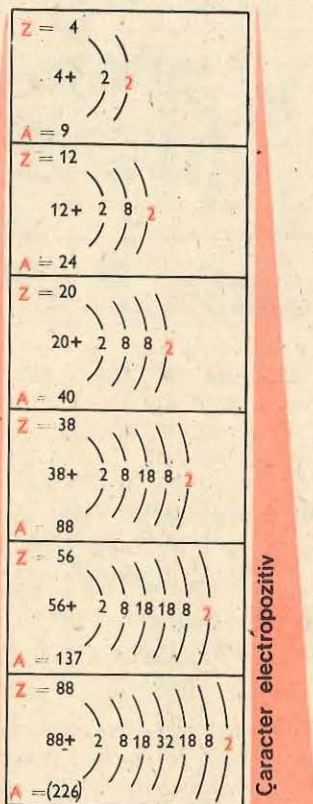 Z = 4
4+ 2 2
A = 9
Z = 12
12+ 2 8 2
A = 24
Z = 20
20+ 2 8 8 2
A = 40
Z = 38
38+ 2 8 18 8 2
A = 88
Z = 56
56+ 2 8 18 18 8 2
A = 137
Z = 88
88+ 2 8 18 32 18 8 2
A = (226)
Caracter electropozitiv